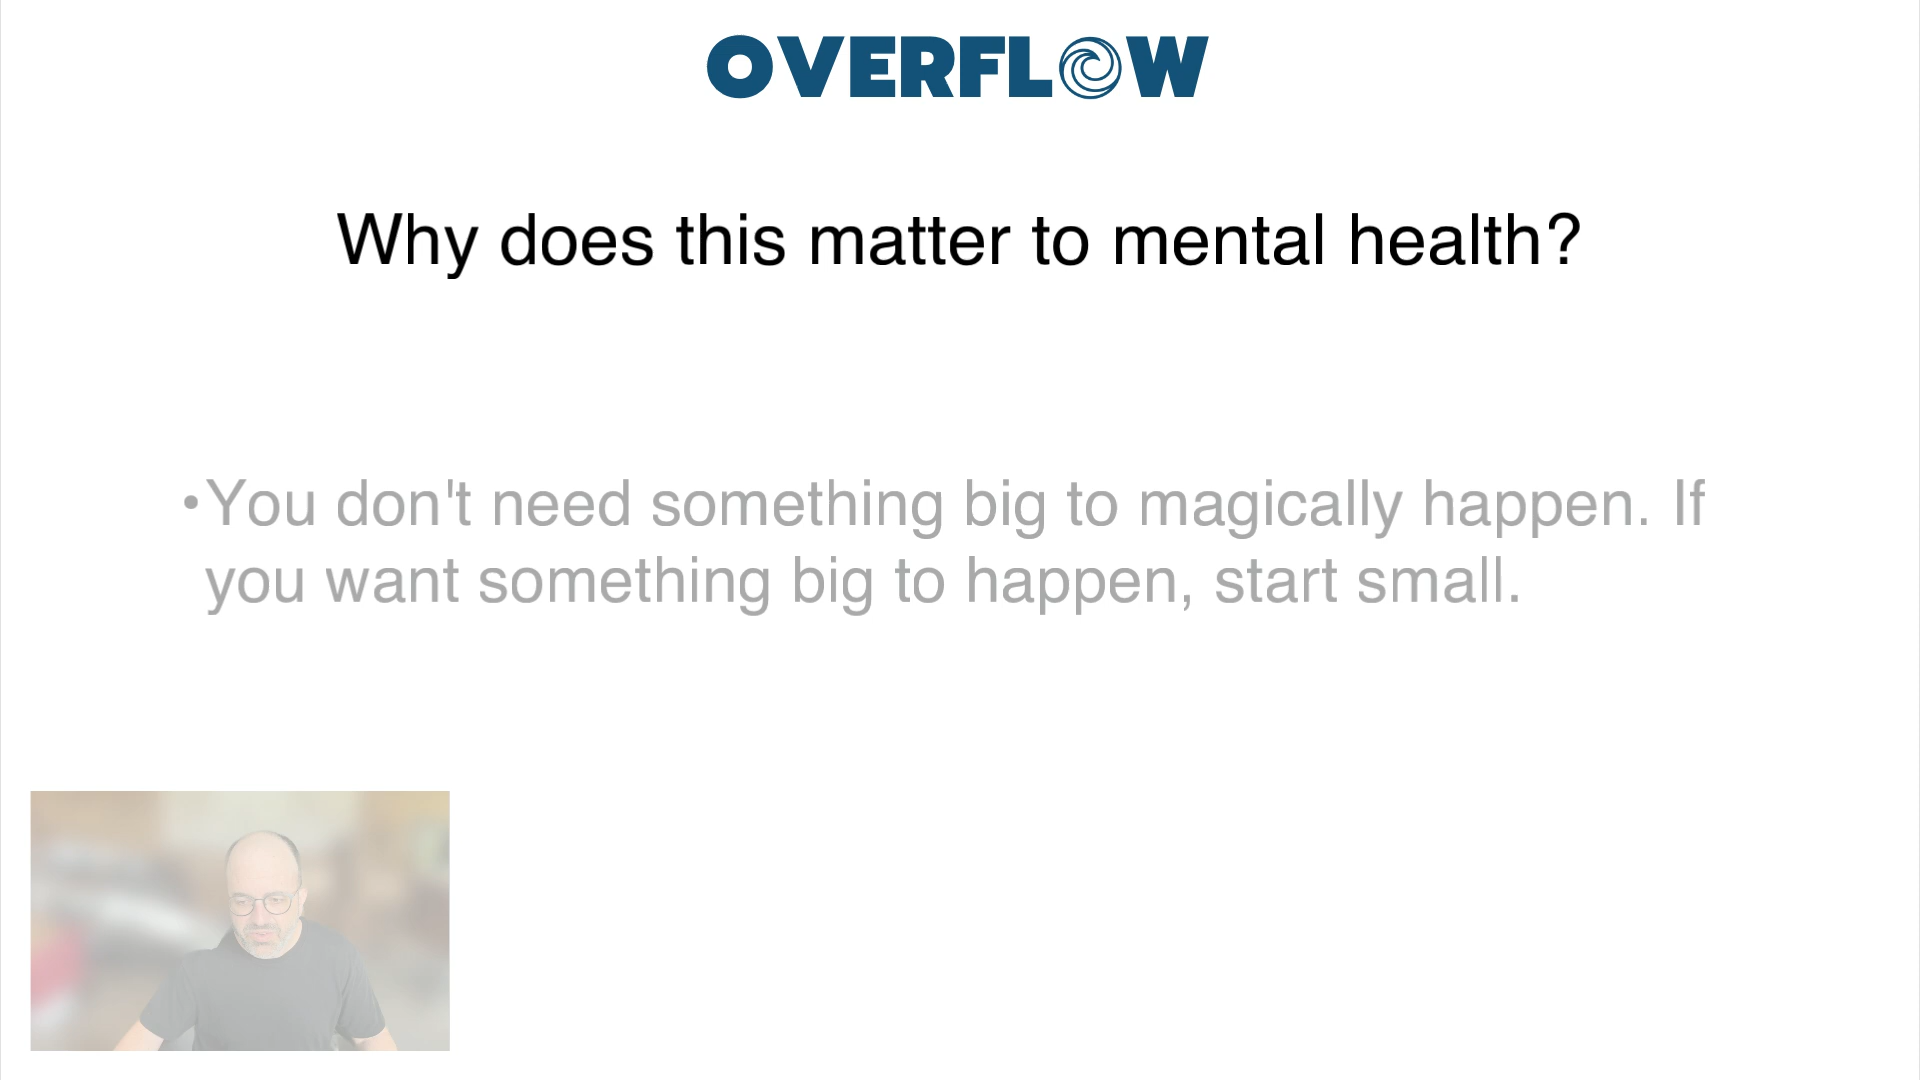 OVERFLOW
Why does this matter to mental health?
•You don't need something big to magically happen. If
you want something big to happen, start small.